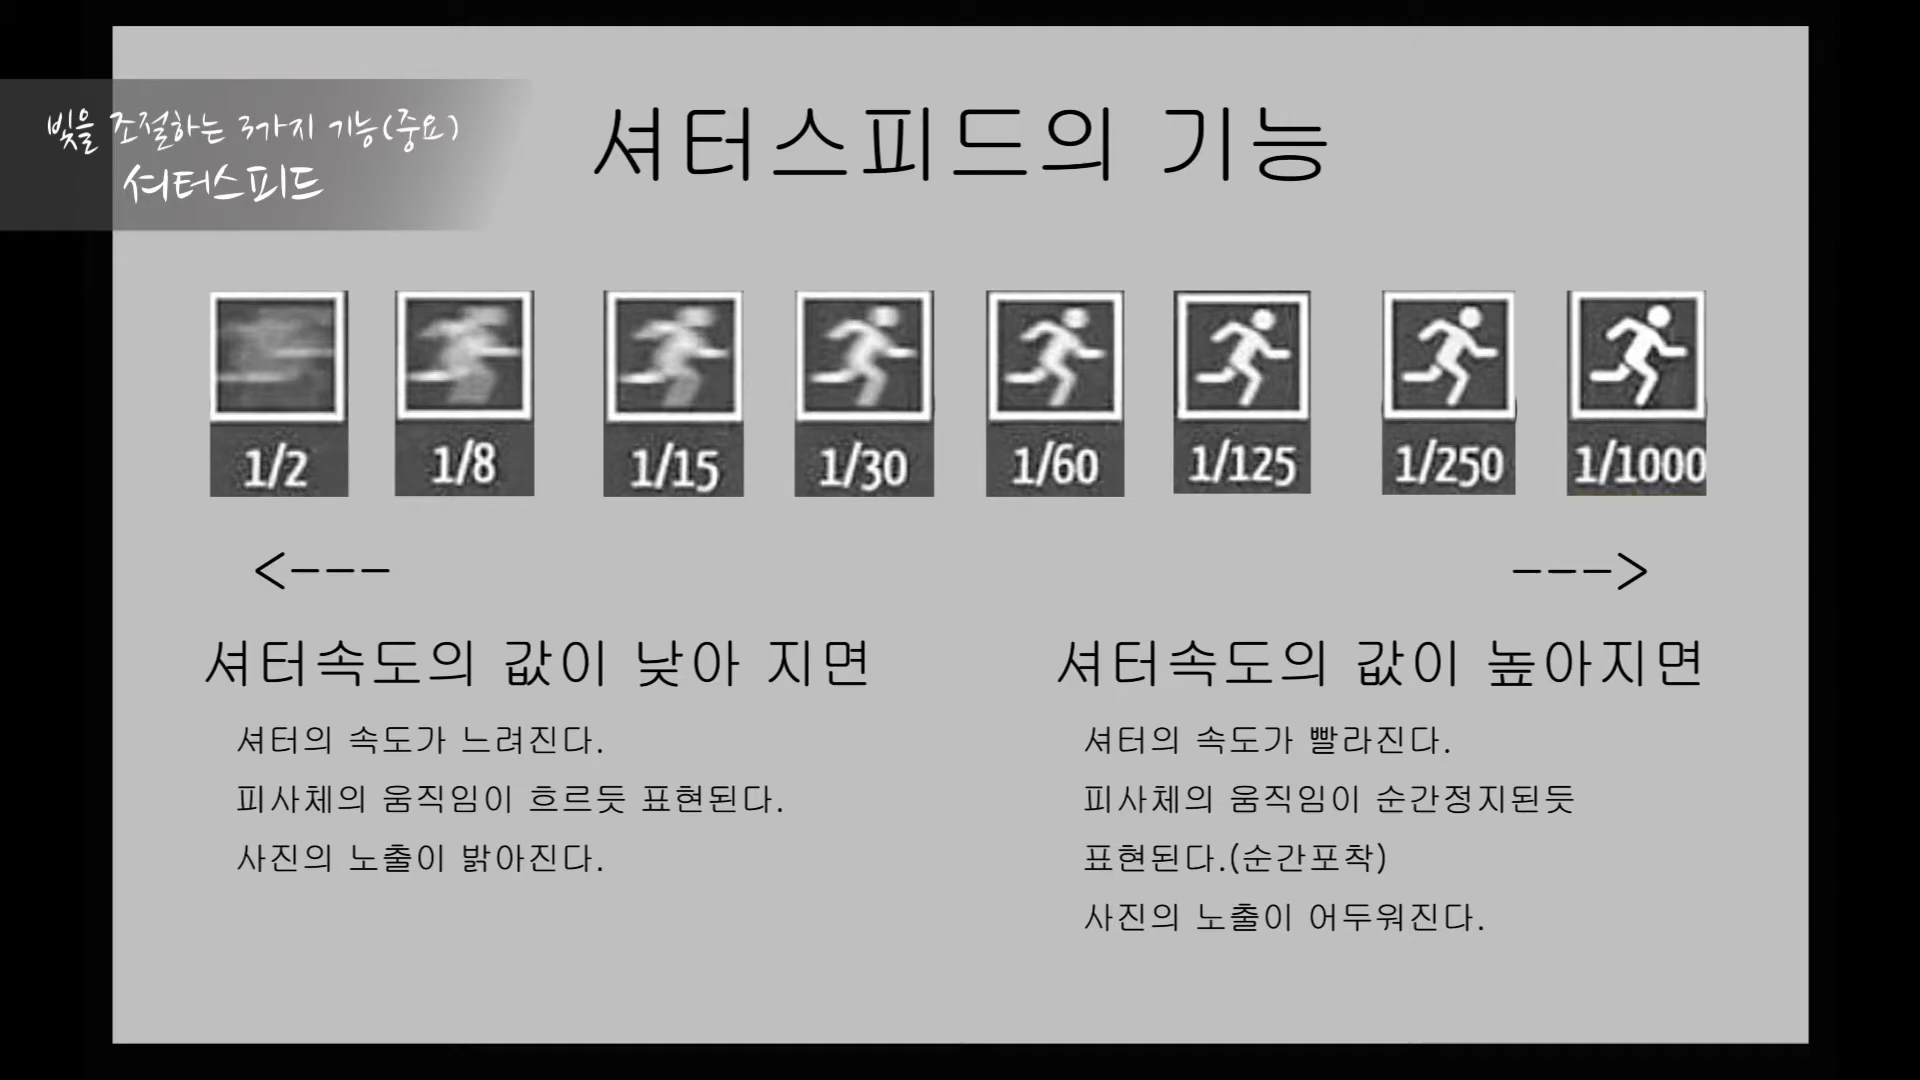 빛을 조절하는 3가지 기능(중요)
셔터스피드
셔터스피드의 기능
1/2 1/8 1/15 1/30 1/60 1/125 1/250 1/1000
<--- --->
셔터속도의 값이 낮아 지면
셔터의 속도가 느려진다.
피사체의 움직임이 흐르듯 표현된다.
사진의 노출이 밝아진다.
셔터속도의 값이 높아지면
셔터의 속도가 빨라진다.
피사체의 움직임이 순간정지된듯
표현된다.(순간포착)
사진의 노출이 어두워진다.